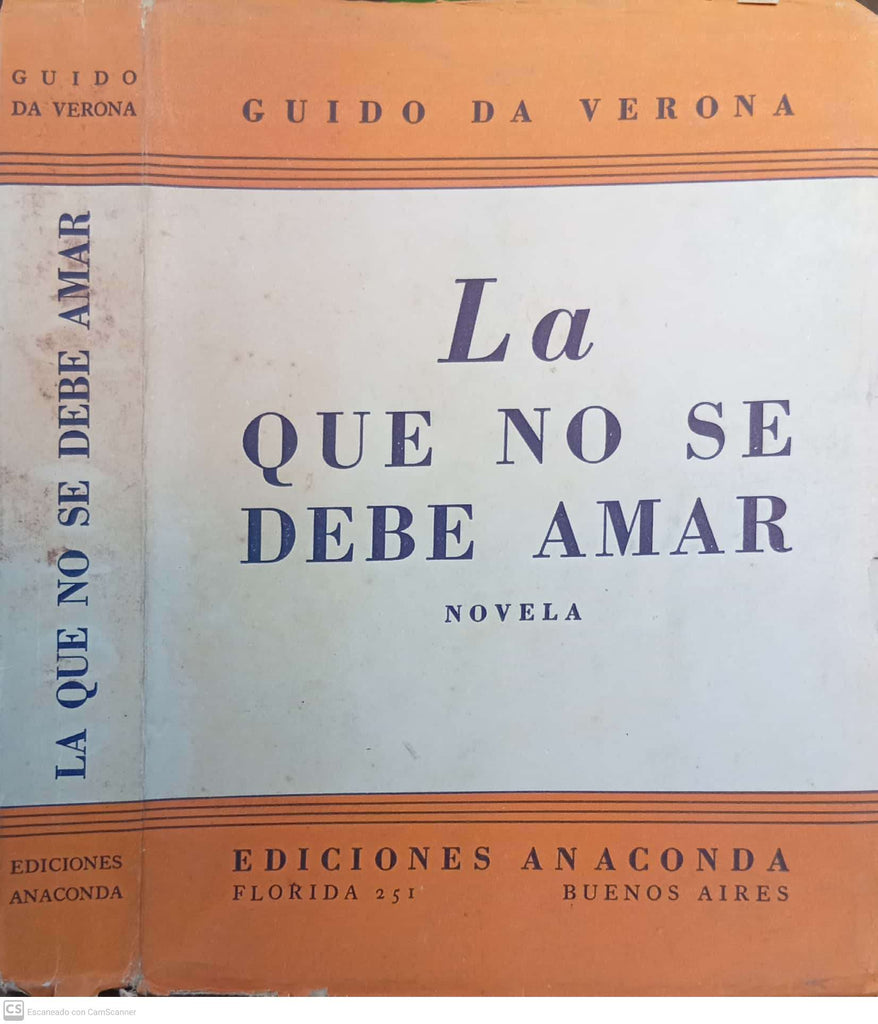 GUIDO
DA VERONA
LA QUE NO SE DEBE AMAR
EDICIONES
ANACONDA
GUIDO DA VERONA
La
QUE NO SE
DEBE AMAR
NOVELA
EDICIONES ANACONDA
FLORIDA 251 BUENOS AIRES
CS Escaneado con CamScanner